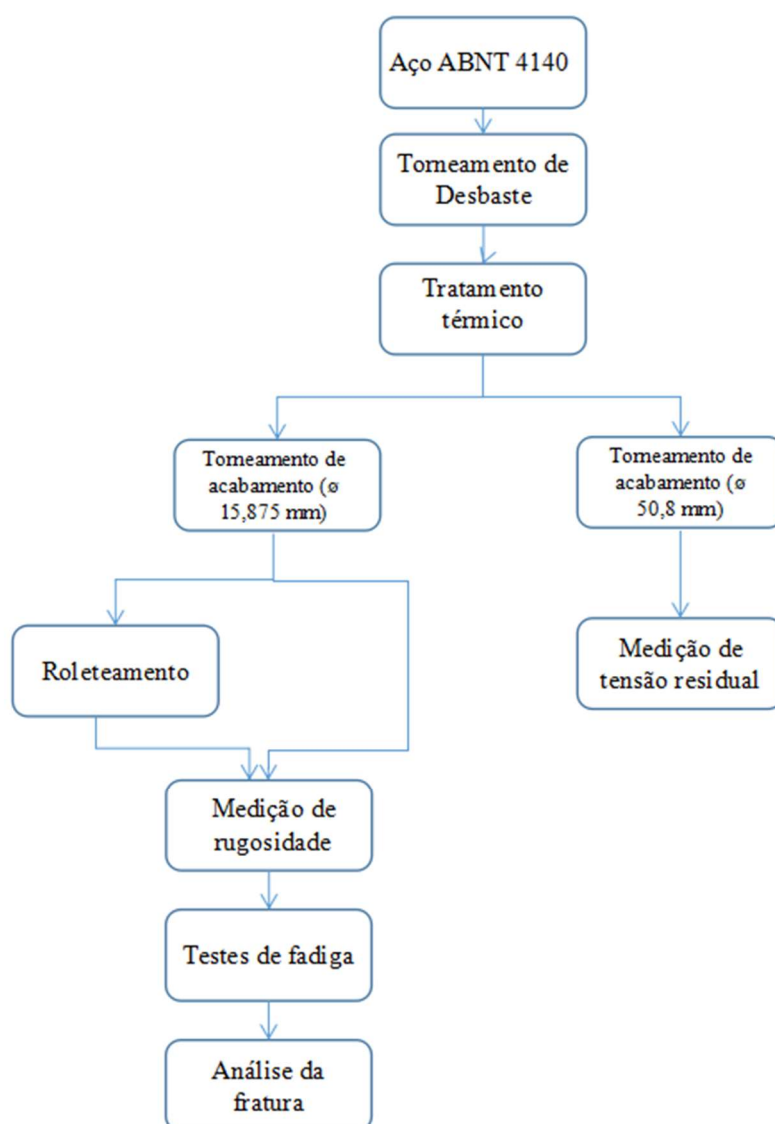 Aço ABNT 4140
Torneamento de
Desbaste
Tratamento
térmico
Torneamento de
acabamento (ø
15,875 mm)
Torneamento de
acabamento (ø
50,8 mm)
Roleteamento
Medição de
tensão residual
Medição de
rugosidade
Testes de fadiga
Análise da
fratura